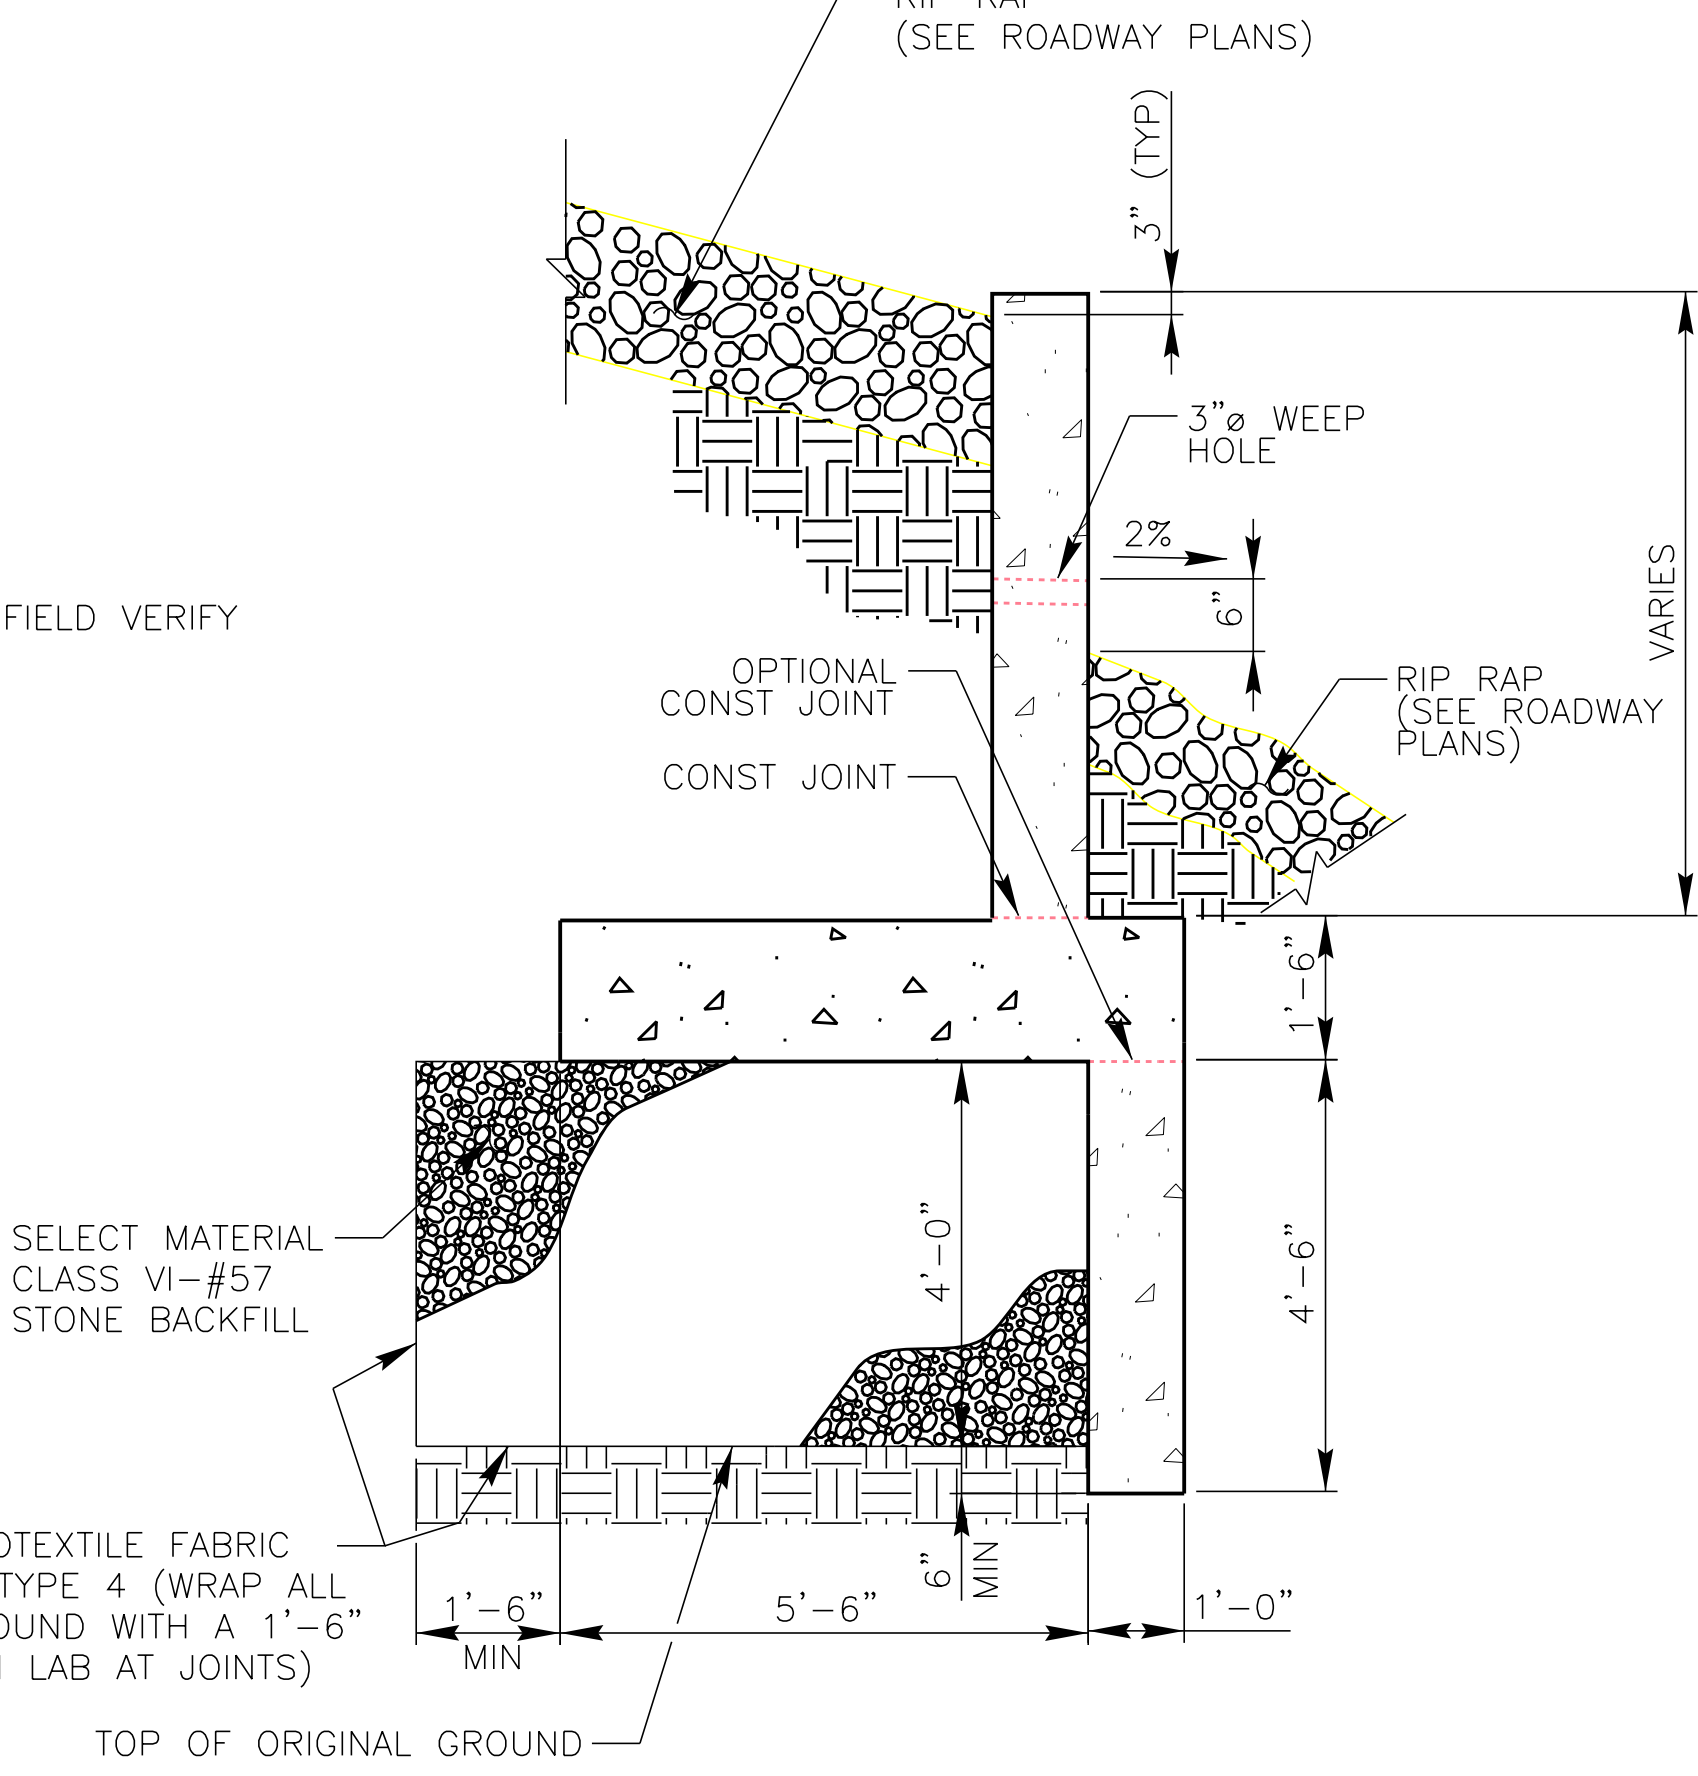 RIP RAP
(SEE ROADWAY PLANS)
3" (TYP)
3"ø WEEP
HOLE
2%
6"
VARIES
FIELD VERIFY
OPTIONAL
CONST JOINT
CONST JOINT
RIP RAP
(SEE ROADWAY
PLANS)
1'-6"
4'-0"
4'-6"
SELECT MATERIAL
CLASS VI-#57
STONE BACKFILL
6"
MIN
OTEXTILE FABRIC
TYPE 4 (WRAP ALL
OUND WITH A 1'-6"
LAB AT JOINTS)
1'-6"
MIN
5'-6"
1'-0"
TOP OF ORIGINAL GROUND